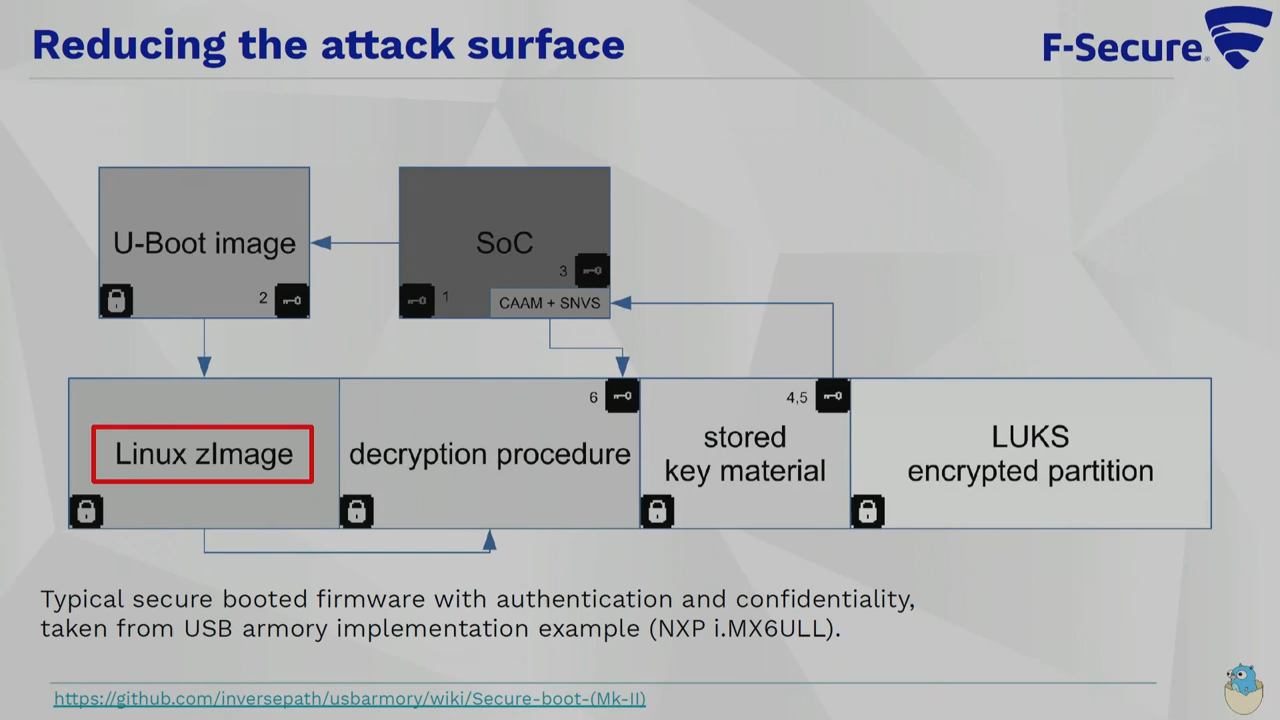 Reducing the attack surface
F-Secure®
U-Boot image
2
SoC
3
1
CAAM + SNVS
Linux zImage
6
decryption procedure
4,5
stored
key material
LUKS
encrypted partition
Typical secure booted firmware with authentication and confidentiality,
taken from USB armory implementation example (NXP i.MX6ULL).
https://github.com/inversepath/usbarmory/wiki/Secure-boot-(Mk-II)